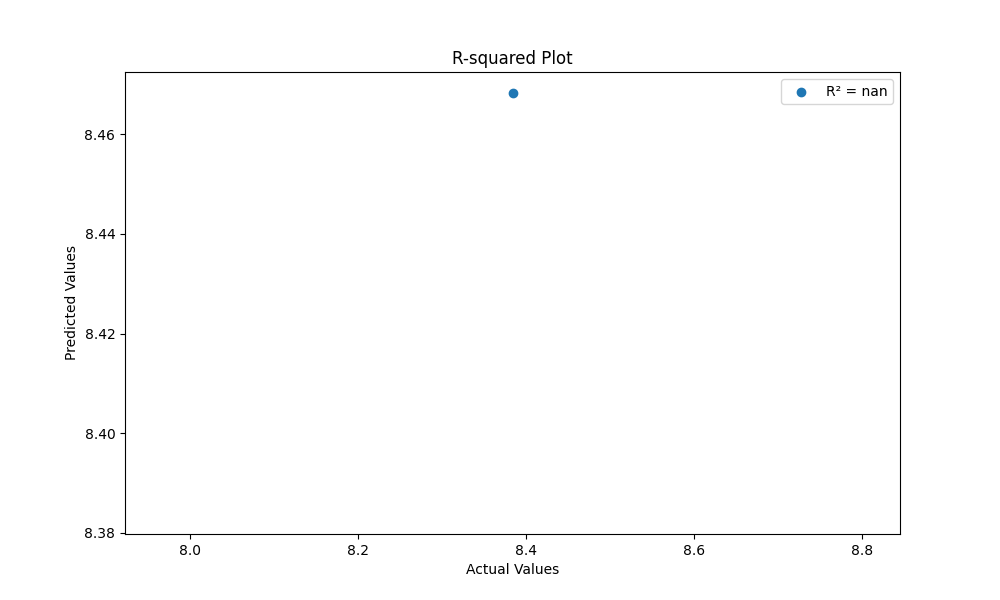 R-squared Plot
R² = nan
8.46
8.44
8.42
8.40
8.38
Predicted Values
8.0 8.2 8.4 8.6 8.8
Actual Values